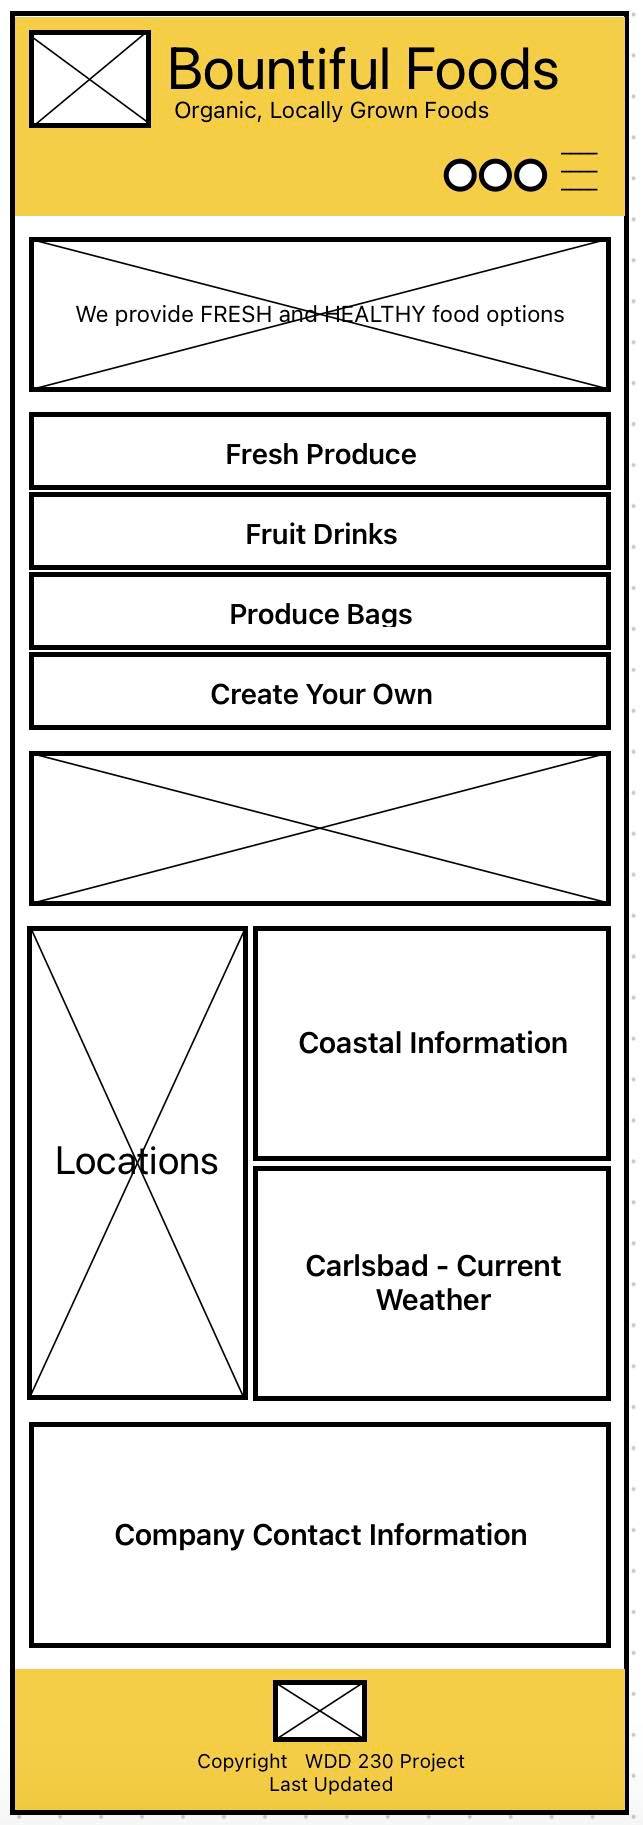 Bountiful Foods
Organic, Locally Grown Foods
We provide FRESH and HEALTHY food options
Fresh Produce
Fruit Drinks
Produce Bags
Create Your Own
Locations
Coastal Information
Carlsbad - Current
Weather
Company Contact Information
Copyright WDD 230 Project
Last Updated